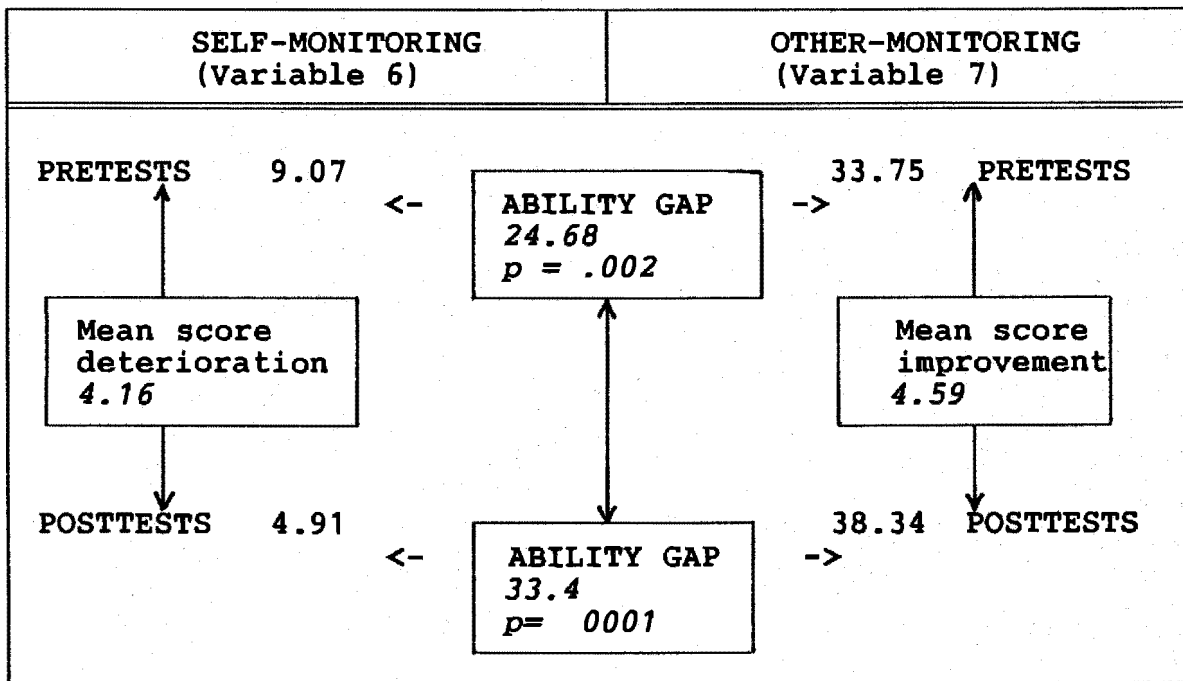 SELF-MONITORING
(Variable 6)
OTHER-MONITORING
(Variable 7)
PRETESTS 9.07
<-
ABILITY GAP
24.68
p = .002
->
33.75 PRETESTS
Mean score
deterioration
4.16
Mean score
improvement
4.59
POSTTESTS 4.91
<-
ABILITY GAP
33.4
p= 0001
->
38.34 POSTTESTS